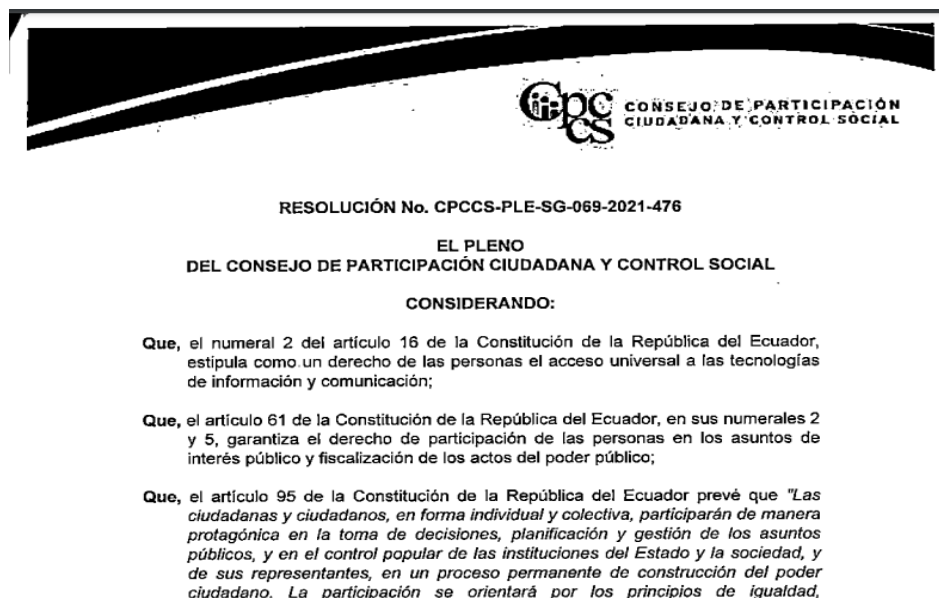 CPCCS
CONSEJO DE PARTICIPACIÓN
CIUDADANA Y CONTROL SOCIAL
RESOLUCIÓN No. CPCCS-PLE-SG-069-2021-476
EL PLENO
DEL CONSEJO DE PARTICIPACIÓN CIUDADANA Y CONTROL SOCIAL
CONSIDERANDO:
Que, el numeral 2 del artículo 16 de la Constitución de la República del Ecuador,
estipula como un derecho de las personas el acceso universal a las tecnologías
de información y comunicación;
Que, el artículo 61 de la Constitución de la República del Ecuador, en sus numerales 2
y 5, garantiza el derecho de participación de las personas en los asuntos de
interés público y fiscalización de los actos del poder público;
Que, el artículo 95 de la Constitución de la República del Ecuador prevé que "Las
ciudadanas y ciudadanos, en forma individual y colectiva, participarán de manera
protagónica en la toma de decisiones, planificación y gestión de los asuntos
públicos, y en el control popular de las instituciones del Estado y la sociedad, y
de sus representantes, en un proceso permanente de construcción del poder
ciudadano. La participación se orientará por los principios de igualdad,